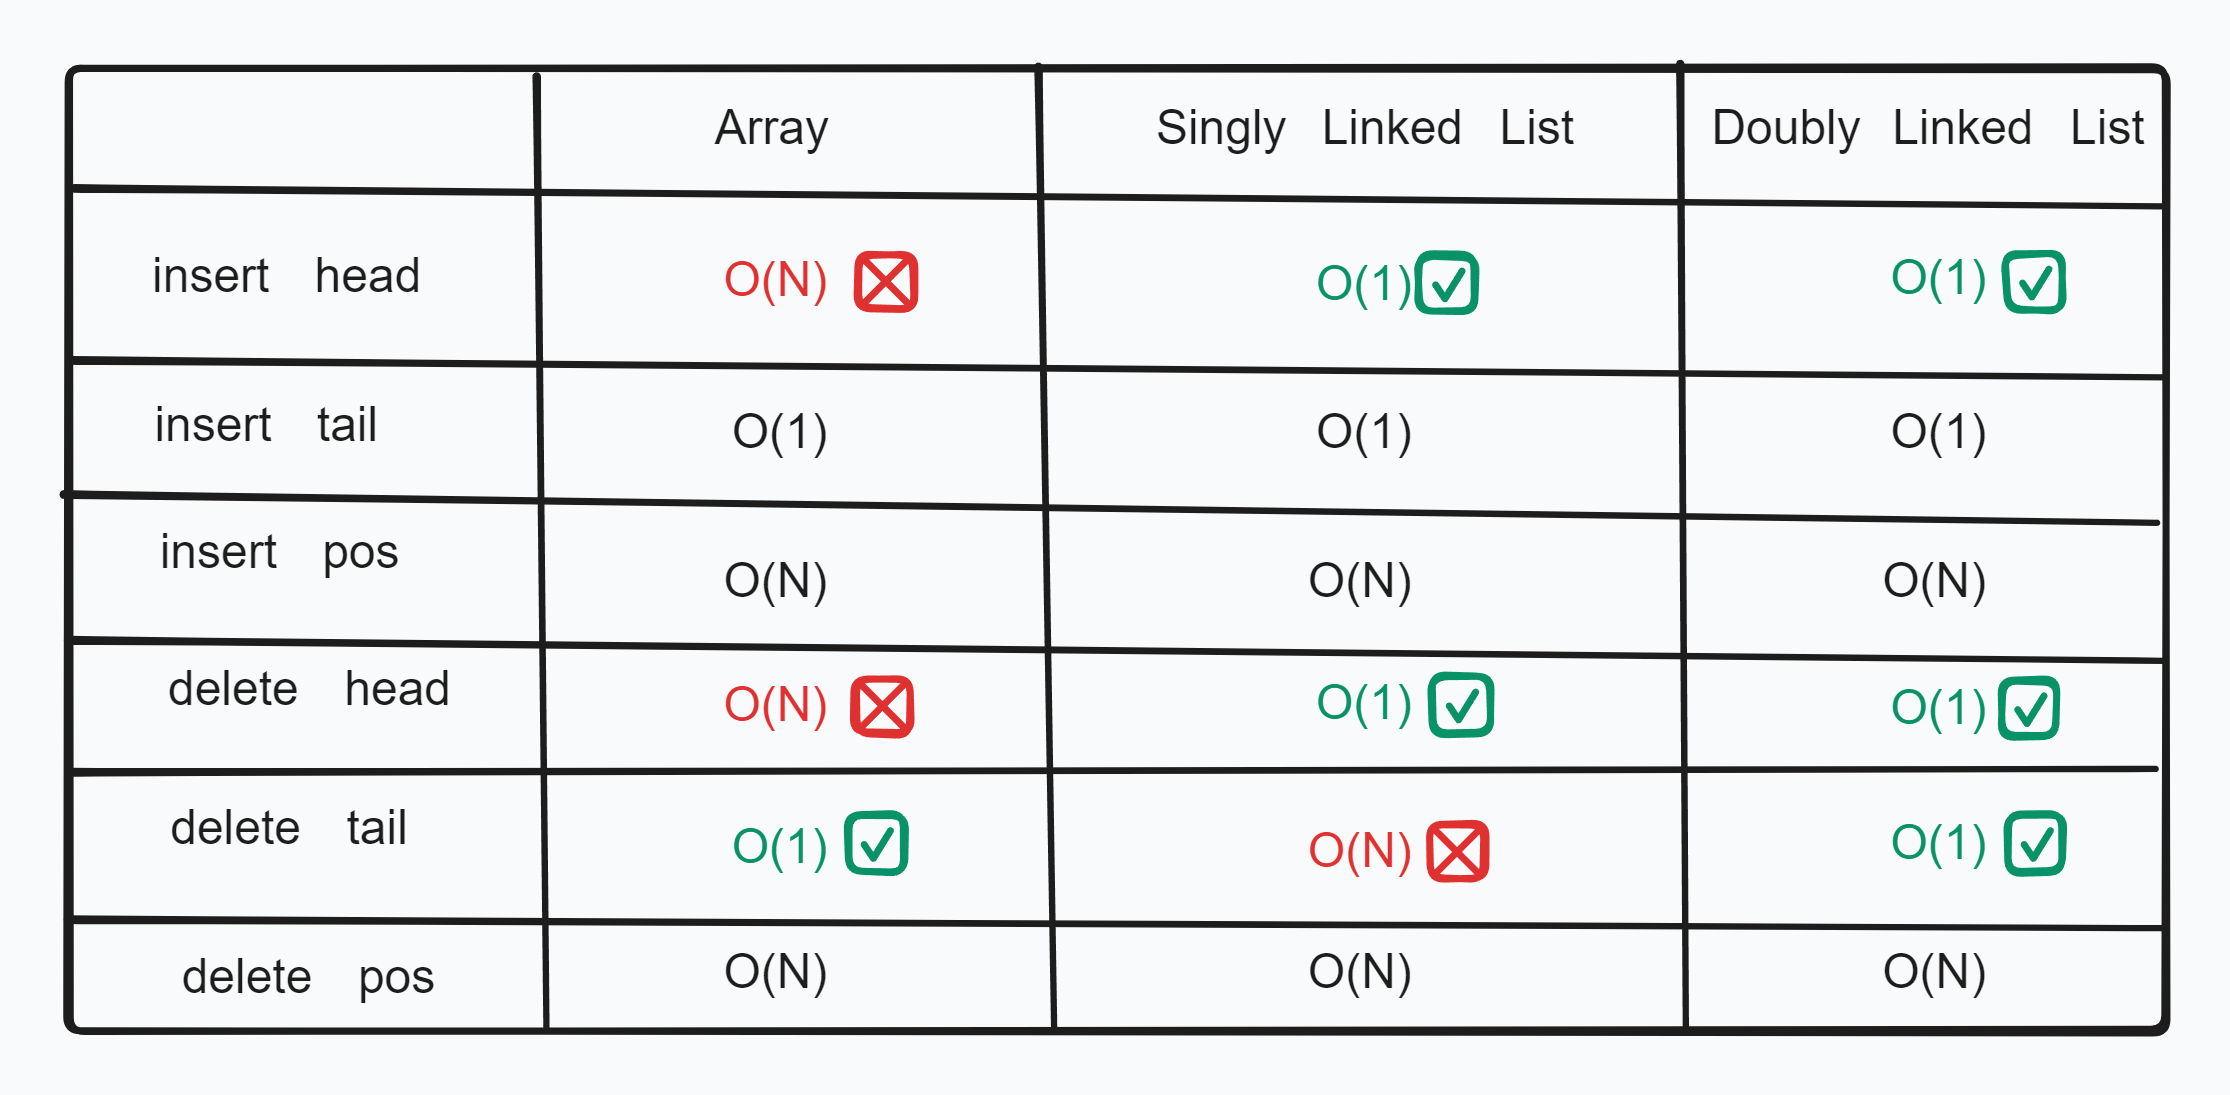 Array Singly Linked List Doubly Linked List
insert head O(N) O(1) O(1)
insert tail O(1) O(1) O(1)
insert pos O(N) O(N) O(N)
delete head O(N) O(1) O(1)
delete tail O(1) O(N) O(1)
delete pos O(N) O(N) O(N)